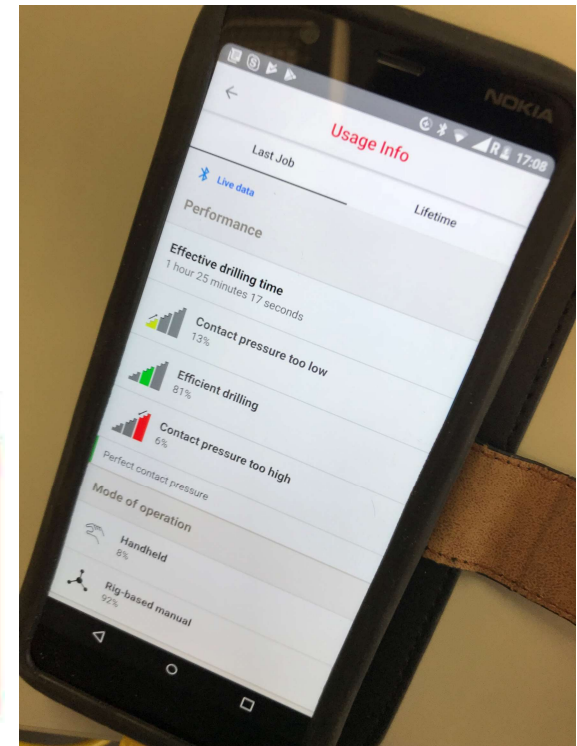 NOKIA
R 17:08
Usage Info
Last Job
Lifetime
Live data
Performance
Effective drilling time
1 hour 25 minutes 17 seconds
Contact pressure too low
13%
Efficient drilling
81%
Contact pressure too high
6%
Perfect contact pressure
Mode of operation
Handheld
8%
Rig-based manual
92%